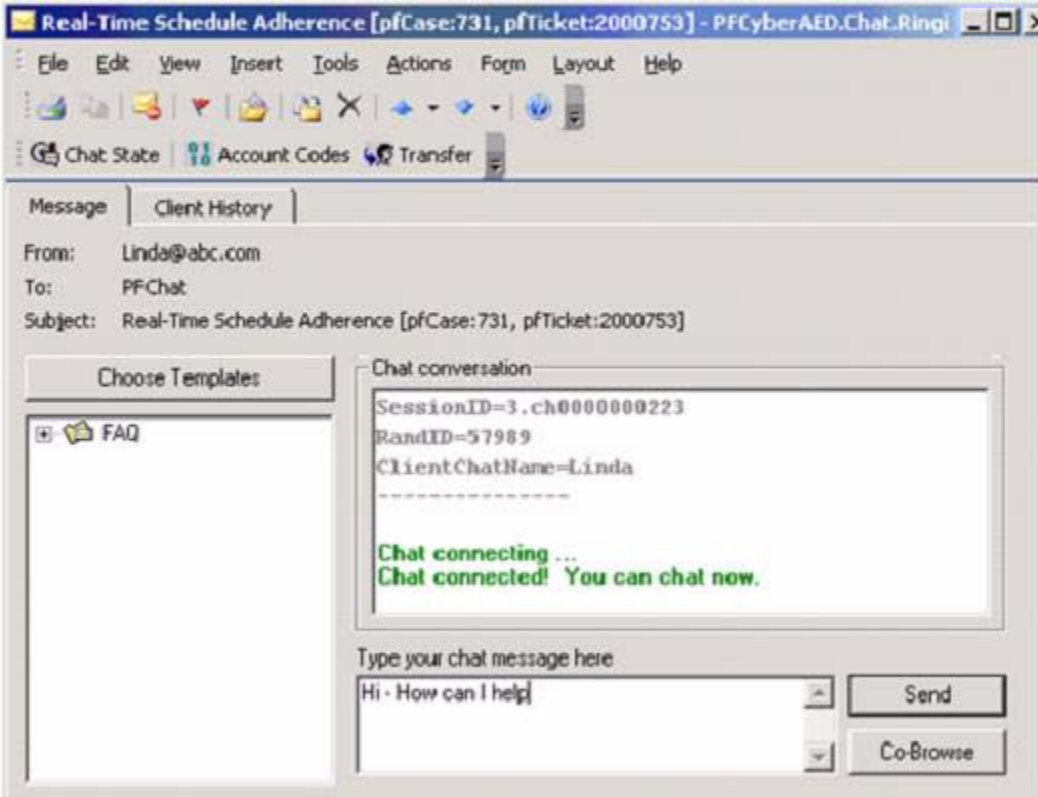 Real-Time Schedule Adherence [pfCase:731, pfTicket:2000753] - PFCyberAED.Chat.Ringi
File Edit View Insert Tools Actions Form Layout Help
Chat State Account Codes Transfer
Message Client History
From: Linda@abc.com
To: PFChat
Subject: Real-Time Schedule Adherence [pfCase:731, pfTicket:2000753]
Choose Templates
FAQ
Chat conversation
SessionID=3.ch0000000223
RandID=57989
ClientChatName=Linda
---------------
Chat connecting ...
Chat connected! You can chat now.
Type your chat message here
Hi - How can I help
Send
Co-Browse